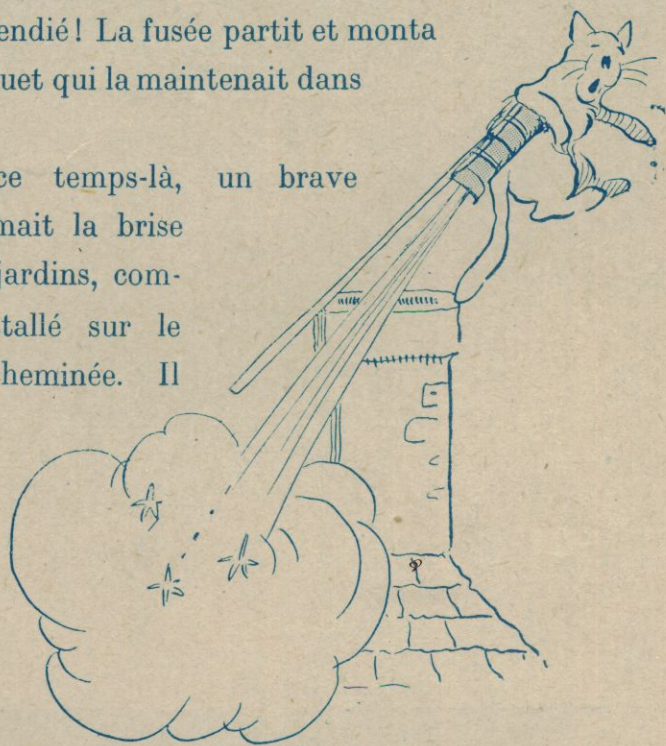 endié ! La fusée partit et monta
uet qui la maintenait dans
ce temps-là, un brave
mait la brise
jardins, com-
tallé sur le
heminée. Il